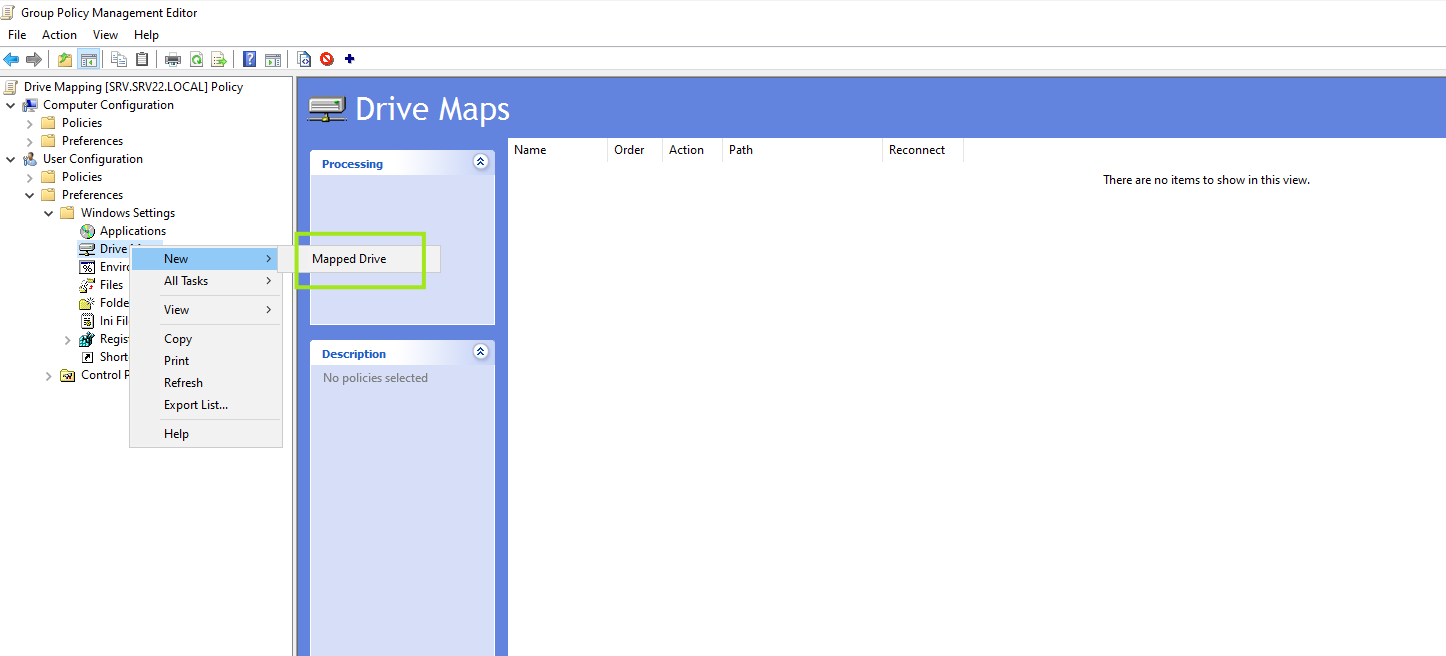 Group Policy Management Editor
File Action View Help
Drive Mapping [SRV.SRV22.LOCAL] Policy
Computer Configuration
Policies
Preferences
User Configuration
Policies
Preferences
Windows Settings
Applications
Drive
Enviro
Files
Folde
Ini Fil
Regist
Short
Control P
New
All Tasks
View
Copy
Print
Refresh
Export List...
Help
Mapped Drive
Drive Maps
Processing
Description
No policies selected
Name Order Action Path Reconnect
There are no items to show in this view.